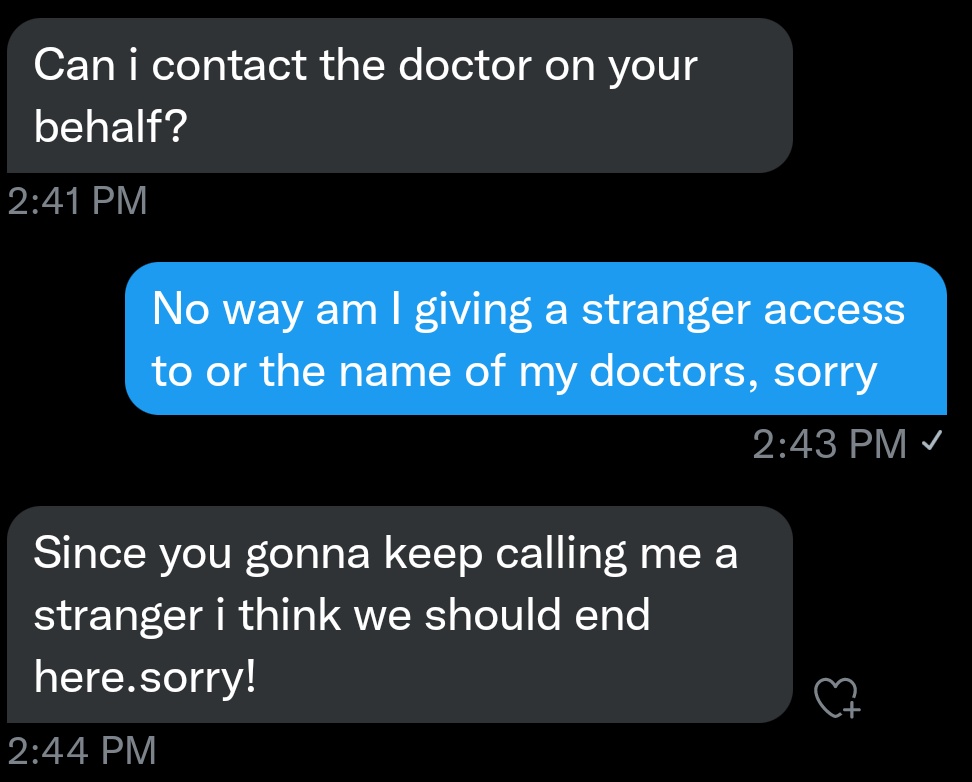 Can i contact the doctor on your
behalf?
2:41 PM
No way am I giving a stranger access
to or the name of my doctors, sorry
2:43 PM ✓
Since you gonna keep calling me a
stranger i think we should end
here.sorry!
2:44 PM